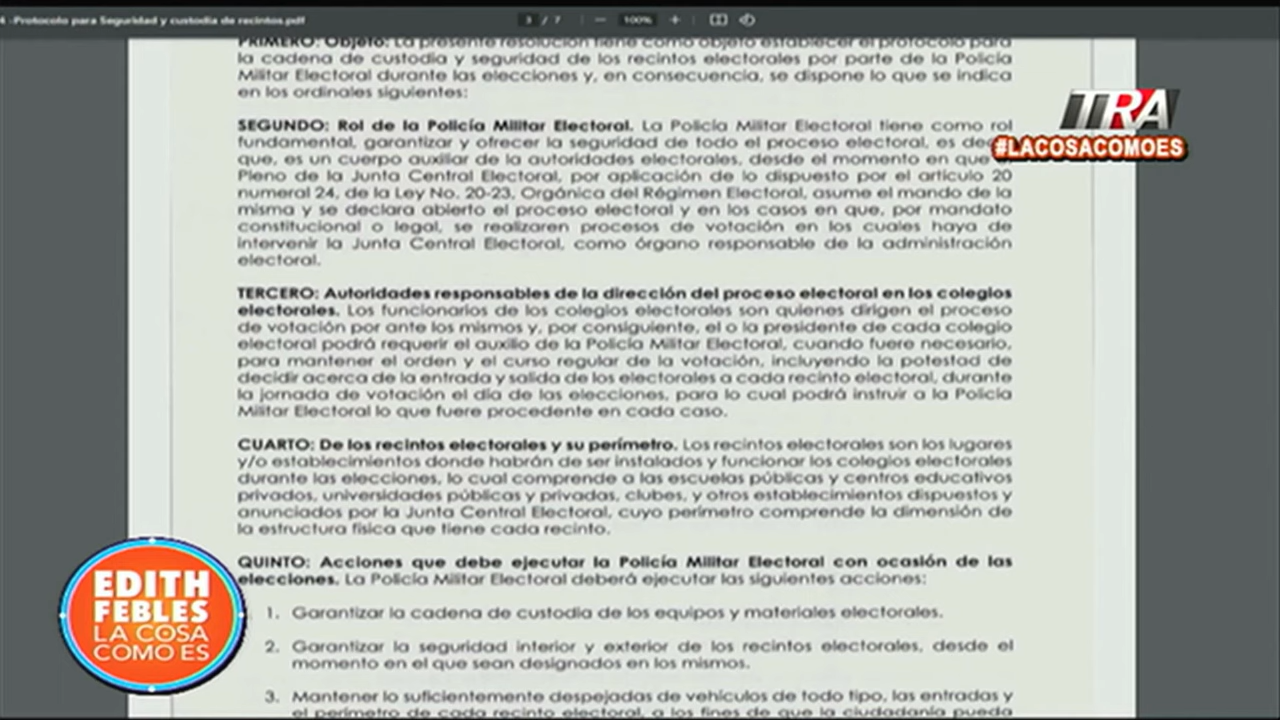 4 -Protocolo para Seguridad y custodia de recintos.pdf
3 / 7
100%
PRIMERO: Objeto: La presente resolución tiene como objeto establecer el protocolo para
la cadena de custodia y seguridad de los recintos electorales por parte de la Policía
Militar Electoral durante las elecciones y, en consecuencia, se dispone lo que se indica
en los ordinales siguientes:
SEGUNDO: Rol de la Policía Militar Electoral. La Policía Militar Electoral tiene como rol
fundamental, garantizar y ofrecer la seguridad de todo el proceso electoral, es
que, es un cuerpo auxiliar de la autoridades electorales, desde el momento en que
Pleno de la Junta Central Electoral, por aplicación de lo dispuesto por el artículo 20
numeral 24, de la Ley No. 20-23, Orgánica del Régimen Electoral, asume el mando de la
misma y se declara abierto el proceso electoral y en los casos en que, por mandato
constitucional o legal, se realizaren procesos de votación en los cuales haya de
intervenir la Junta Central Electoral, como órgano responsable de la administración
electoral.
TERCERO: Autoridades responsables de la dirección del proceso electoral en los colegios
electorales. Los funcionarios de los colegios electorales son quienes dirigen el proceso
de votación por ante los mismos y, por consiguiente, el o la presidente de cada colegio
electoral podrá requerir el auxilio de la Policía Militar Electoral, cuando fuere necesario,
para mantener el orden y el curso regular de la votación, incluyendo la potestad de
decidir acerca de la entrada y salida de los electorales a cada recinto electoral, durante
la jornada de votación el día de las elecciones, para lo cual podrá instruir a la Policía
Militar Electoral lo que fuere procedente en cada caso.
CUARTO: De los recintos electorales y su perímetro. Los recintos electorales son los lugares
y/o establecimientos donde habrán de ser instalados y funcionar los colegios electorales
durante las elecciones, lo cual comprende a las escuelas públicas y centros educativos
privados, universidades públicas y privadas, clubes, y otros establecimientos dispuestos y
anunciados por la Junta Central Electoral, cuyo perímetro comprende la dimensión de
la estructura física que tiene cada recinto.
QUINTO: Acciones que debe ejecutar la Policía Militar Electoral con ocasión de las
elecciones. La Policía Militar Electoral deberá ejecutar las siguientes acciones:
1. Garantizar la cadena de custodia de los equipos y materiales electorales.
2. Garantizar la seguridad interior y exterior de los recintos electorales, desde el
momento en el que sean designados en los mismos.
3. Mantener lo suficientemente despejadas de vehículos de todo tipo, las entradas y
el perímetro de cada recinto electoral, a los fines de que la ciudadanía pueda
TRA
#LACOSACOMOES
EDITH
FEBLES
LA COSA
COMO ES